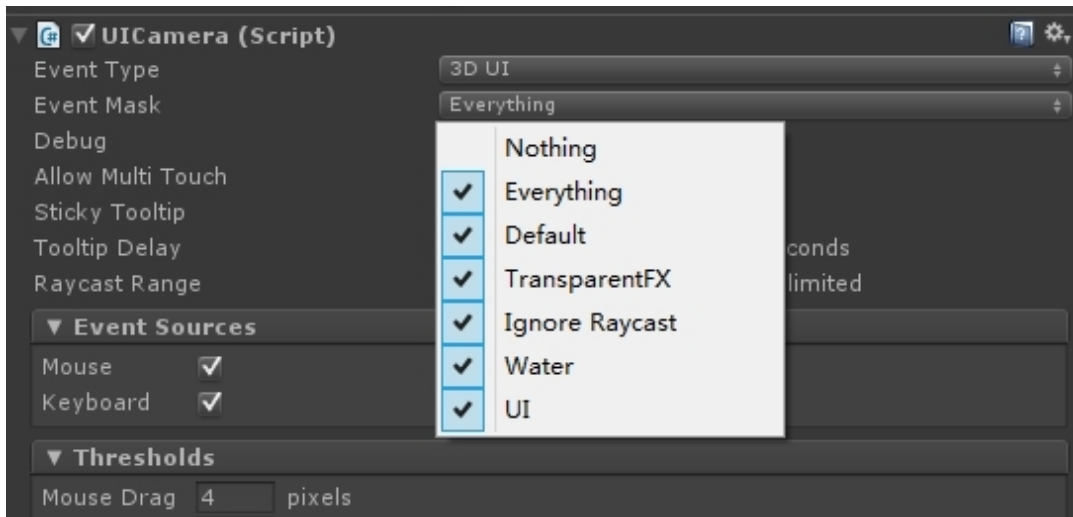 UICamera (Script)
Event Type 3D UI
Event Mask Everything
Debug
Allow Multi Touch
Sticky Tooltip
Tooltip Delay conds
Raycast Range limited
Nothing
Everything
Default
TransparentFX
Ignore Raycast
Water
UI
Event Sources
Mouse
Keyboard
Thresholds
Mouse Drag 4 pixels